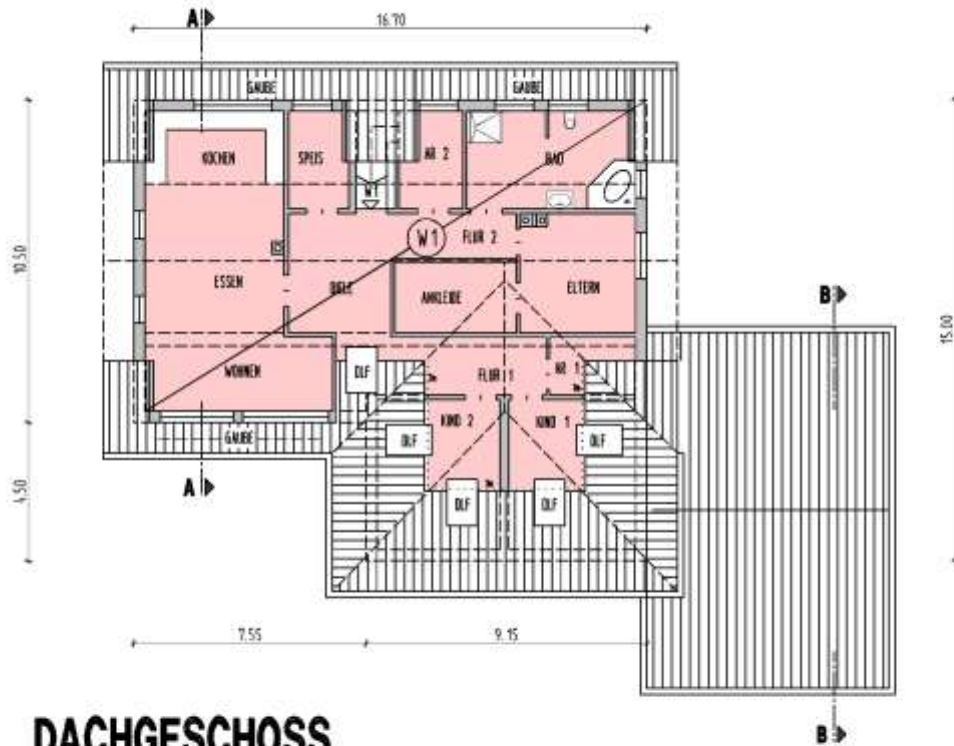 A
16.70
GAUBE
GAUBE
KOCHEN
SPEIS
AR 2
BAD
WT
W1
FLUR 2
10.50
ESSEN
DIELE
ANKLEIDE
ELTERN
B
15.00
WOHNEN
DLF
FLUR 1
AR 1
KIND 2
KIND 1
GAUBE
DLF
DLF
A
4.50
DLF
DLF
7.55
9.15
DACHGESCHOSS
B